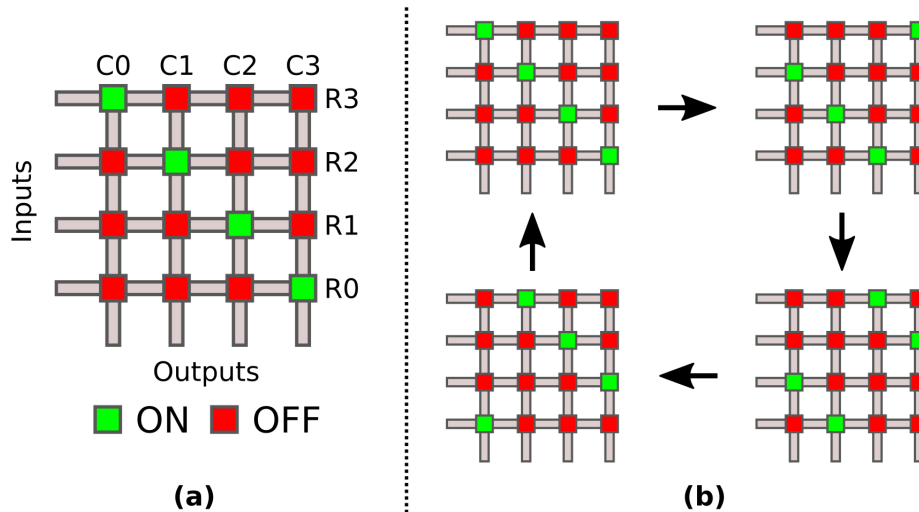 C0 C1 C2 C3
R3
R2
R1
R0
Inputs
Outputs
ON OFF
(a)
(b)